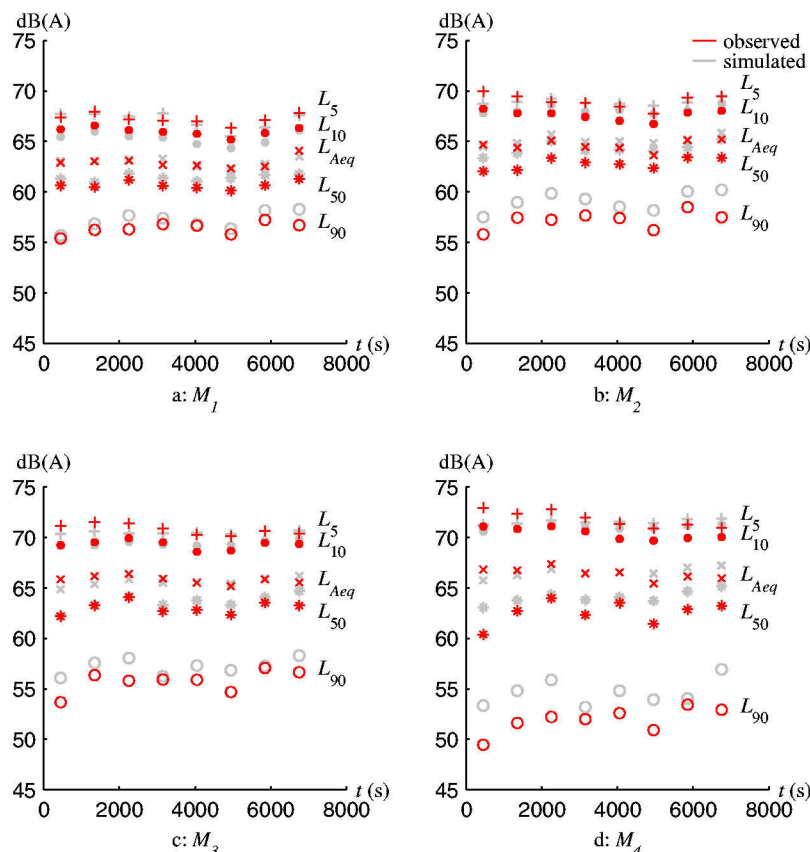 dB(A)
75
70
65
60
55
50
45
0
2000
4000
6000
8000
t (s)
L5
L10
LAeq
L50
L90
a: M1
dB(A)
observed
simulated
75
70
65
60
55
50
45
0
2000
4000
6000
8000
t (s)
L5
L10
LAeq
L50
L90
b: M2
dB(A)
75
70
65
60
55
50
45
0
2000
4000
6000
8000
t (s)
L5
L10
LAeq
L50
L90
c: M3
dB(A)
75
70
65
60
55
50
45
0
2000
4000
6000
8000
t (s)
L5
L10
LAeq
L50
L90
d: M4